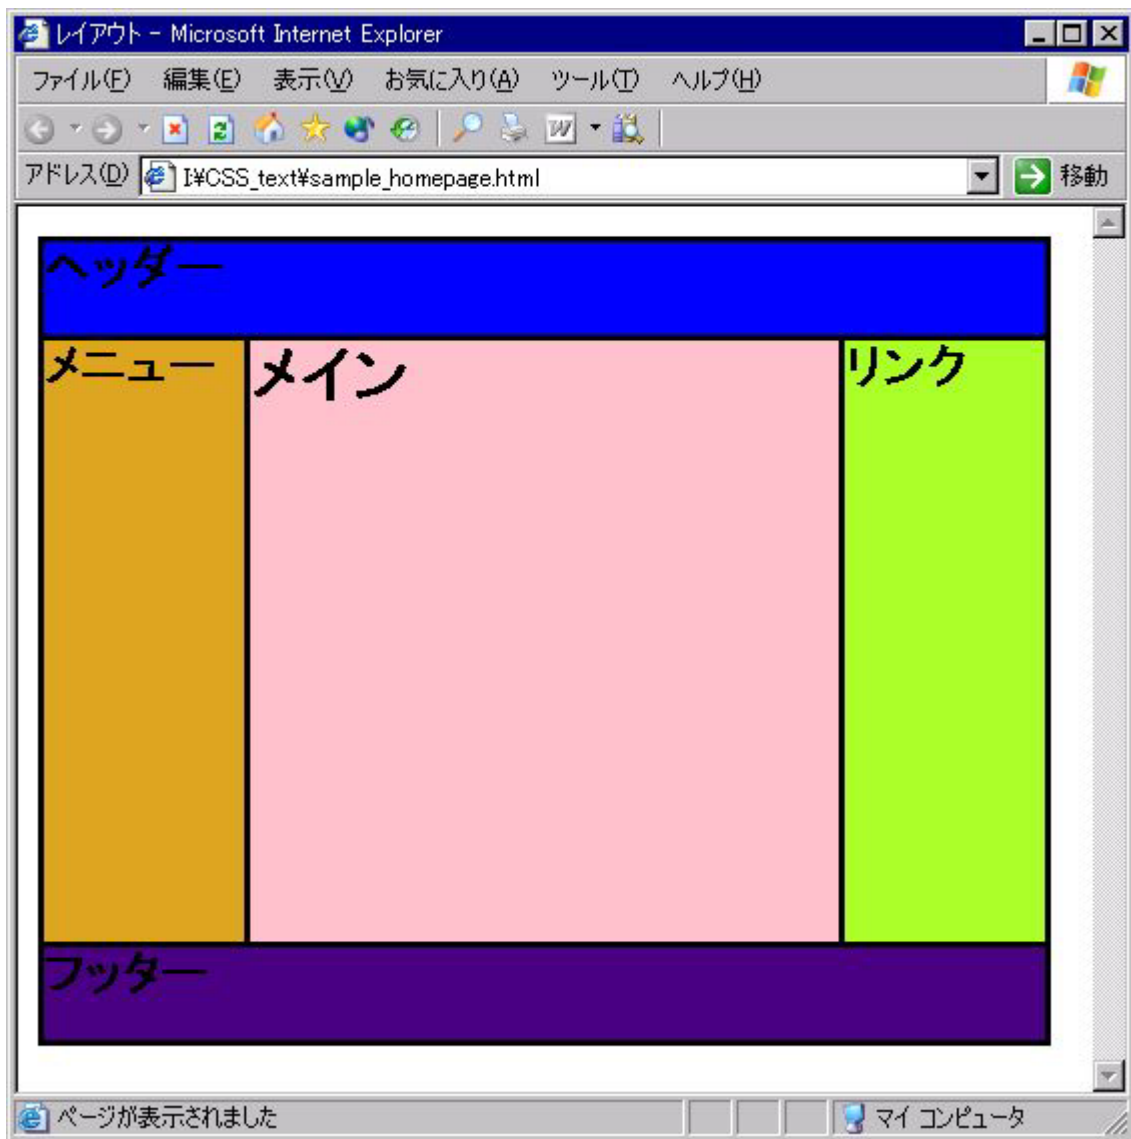 レイアウト - Microsoft Internet Explorer
ファイル(F) 編集(E) 表示(V) お気に入り(A) ツール(T) ヘルプ(H)
アドレス(D) I:¥CSS_text¥sample_homepage.html 移動
ヘッダー
メニュー メイン リンク
フッター
ページが表示されました マイ コンピュータ